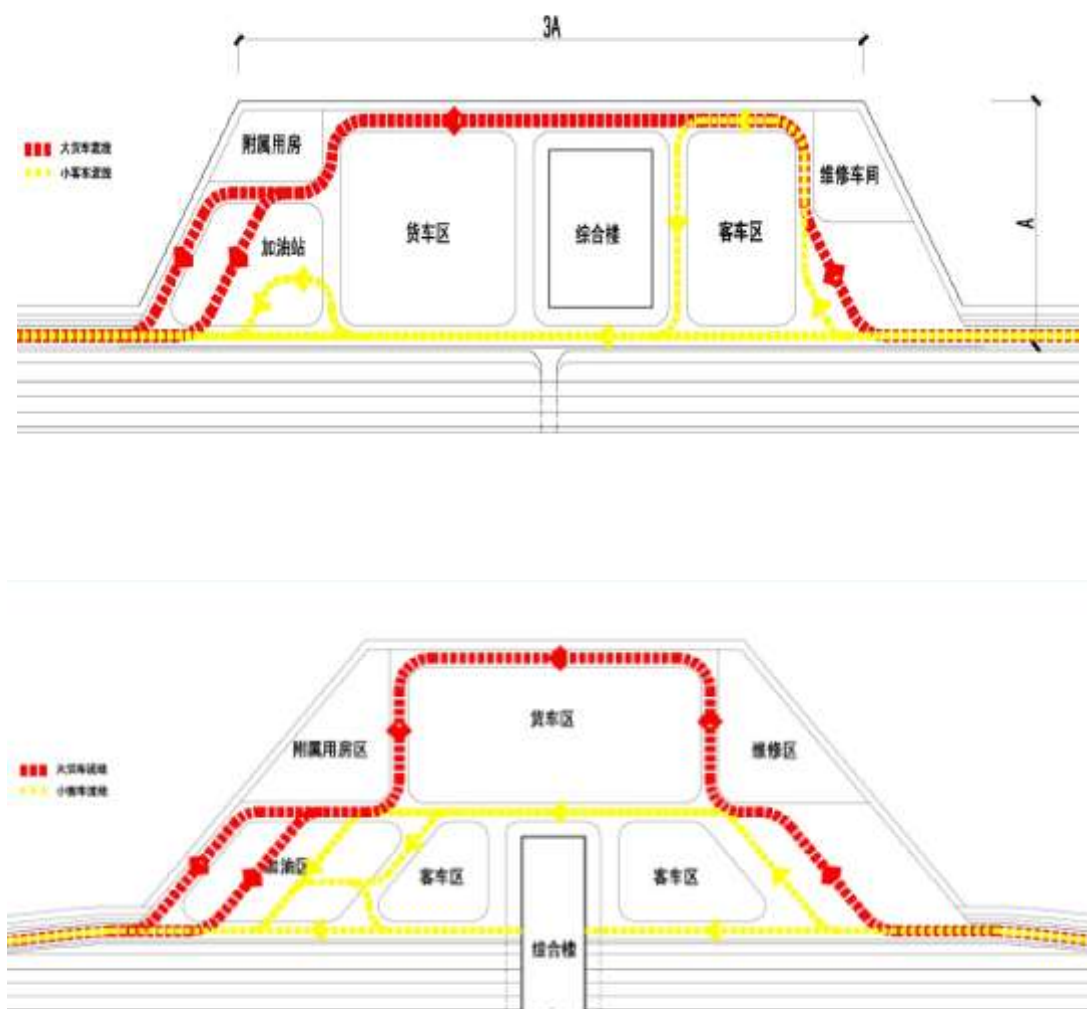 3A
附属用房
大货车流线
小客车流线
维修车间
A
货车区
综合楼
客车区
加油站
货车区
附属用房区
维修区
大货车流线
小客车流线
加油区
客车区
客车区
综合楼